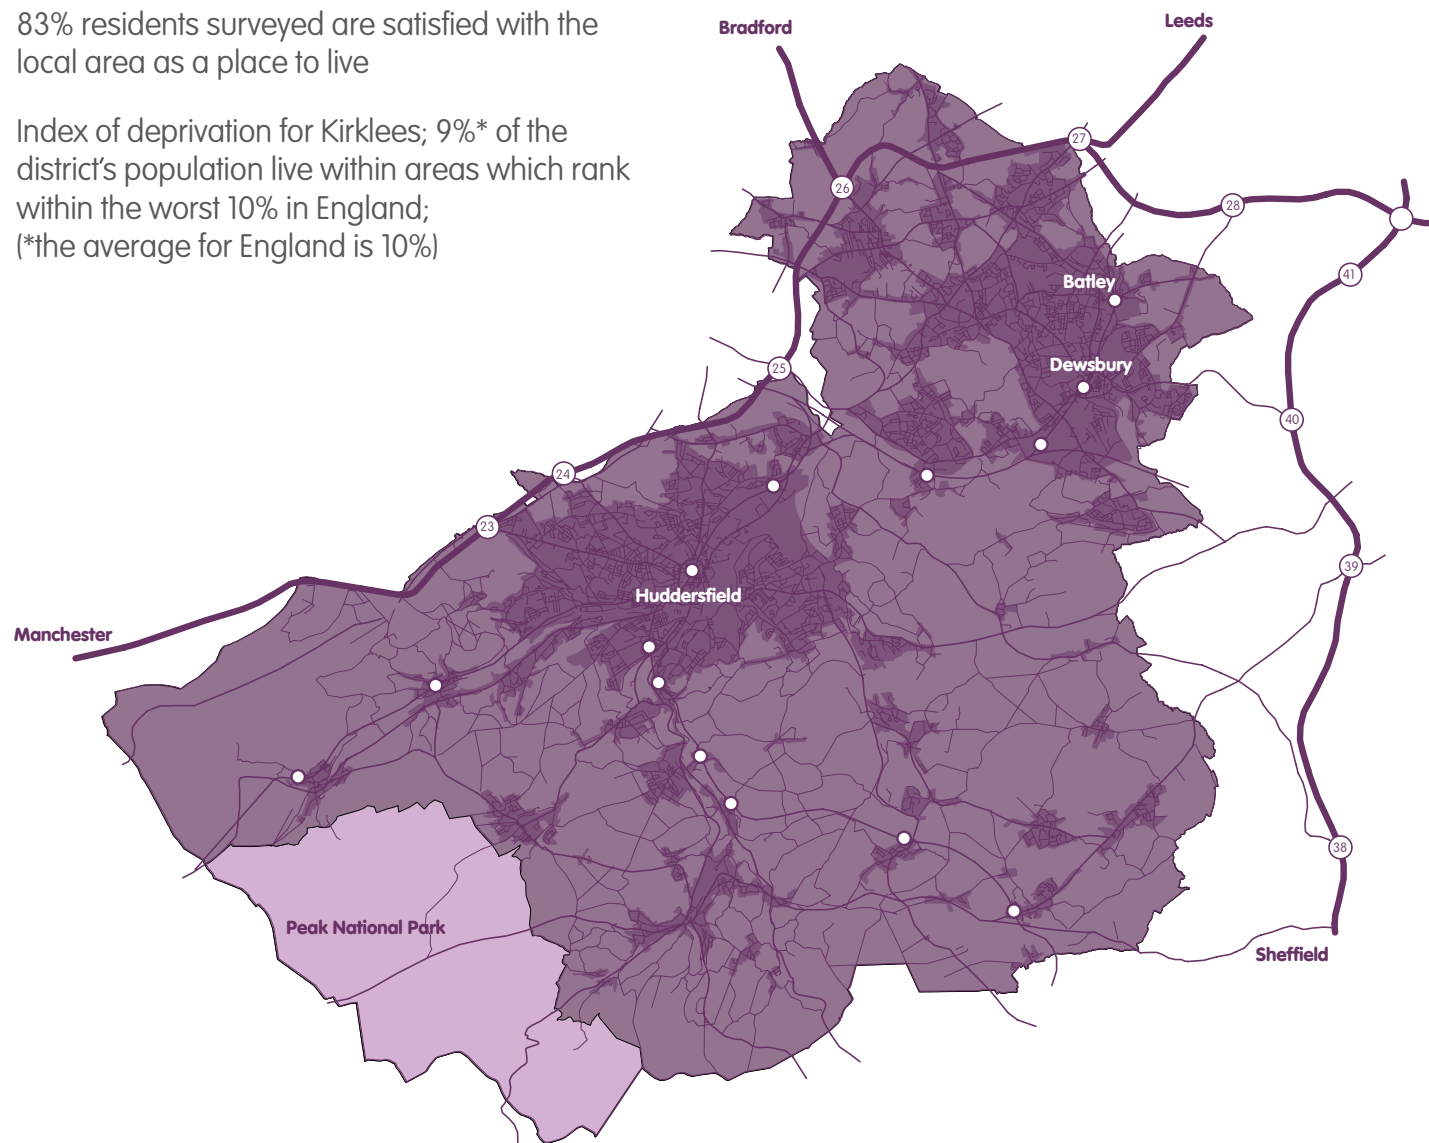 83% residents surveyed are satisfied with the
local area as a place to live
Index of deprivation for Kirklees; 9%* of the
district's population live within areas which rank
within the worst 10% in England;
(*the average for England is 10%)
Bradford
Leeds
27
26
28
41
Batley
Dewsbury
25
40
24
23
39
Huddersfield
Manchester
38
Peak National Park
Sheffield